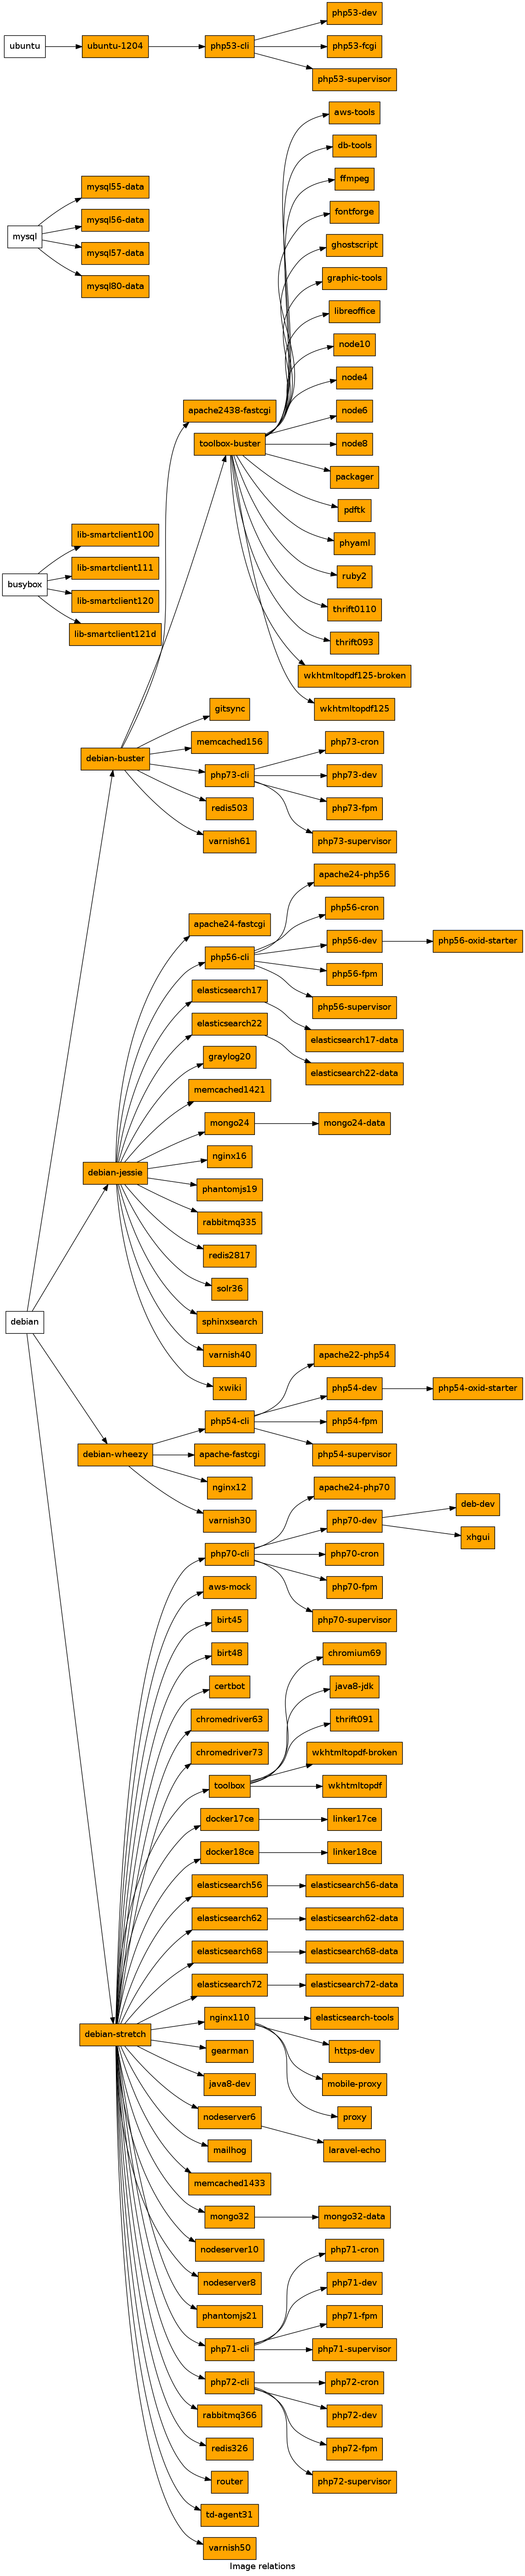 php53-dev
ubuntu
ubuntu-1204
php53-cli
php53-fcgi
php53-supervisor
aws-tools
db-tools
ffmpeg
mysql55-data
fontforge
mysql56-data
mysql
ghostscript
mysql57-data
graphic-tools
mysql80-data
libreoffice
node10
node4
apache2438-fastcgi
node6
toolbox-buster
node8
packager
pdftk
lib-smartclient100
phyaml
lib-smartclient111
ruby2
busybox
lib-smartclient120
thrift0110
lib-smartclient121d
thrift093
wkhtmltopdf125-broken
gitsync
wkhtmltopdf125
memcached156
php73-cron
debian-buster
php73-cli
php73-dev
redis503
php73-fpm
varnish61
php73-supervisor
apache24-php56
php56-cron
apache24-fastcgi
php56-dev
php56-oxid-starter
php56-cli
php56-fpm
elasticsearch17
php56-supervisor
elasticsearch22
elasticsearch17-data
graylog20
elasticsearch22-data
memcached1421
mongo24
mongo24-data
nginx16
debian-jessie
phantomjs19
rabbitmq335
redis2817
solr36
debian
sphinxsearch
varnish40
apache22-php54
xwiki
php54-dev
php54-oxid-starter
php54-cli
php54-fpm
debian-wheezy
apache-fastcgi
php54-supervisor
nginx12
apache24-php70
deb-dev
varnish30
php70-dev
xhgui
php70-cli
php70-cron
aws-mock
php70-fpm
birt45
php70-supervisor
birt48
chromium69
certbot
java8-jdk
chromedriver63
thrift091
chromedriver73
wkhtmltopdf-broken
toolbox
wkhtmltopdf
docker17ce
linker17ce
docker18ce
linker18ce
elasticsearch56
elasticsearch56-data
elasticsearch62
elasticsearch62-data
elasticsearch68
elasticsearch68-data
elasticsearch72
elasticsearch72-data
nginx110
elasticsearch-tools
debian-stretch
gearman
https-dev
java8-dev
mobile-proxy
nodeserver6
proxy
mailhog
laravel-echo
memcached1433
mongo32
mongo32-data
nodeserver10
php71-cron
nodeserver8
php71-dev
phantomjs21
php71-fpm
php71-cli
php71-supervisor
php72-cli
php72-cron
rabbitmq366
php72-dev
redis326
php72-fpm
router
php72-supervisor
td-agent31
varnish50
Image relations